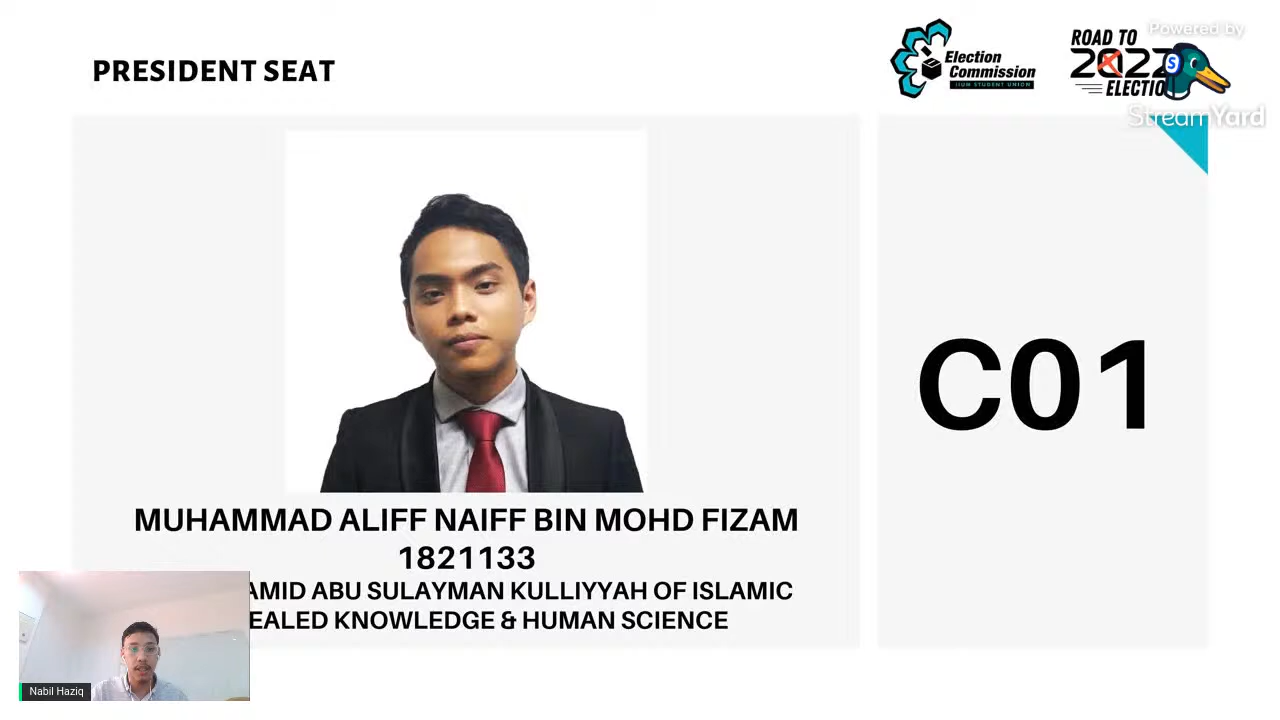 PRESIDENT SEAT
Election
Commission
IIUM STUDENT UNION
ROAD TO
2022
ELECTIO
Powered by
S
StreamYard
C01
MUHAMMAD ALIFF NAIFF BIN MOHD FIZAM
1821133
AMID ABU SULAYMAN KULLIYYAH OF ISLAMIC
EALED KNOWLEDGE & HUMAN SCIENCE
Nabil Haziq